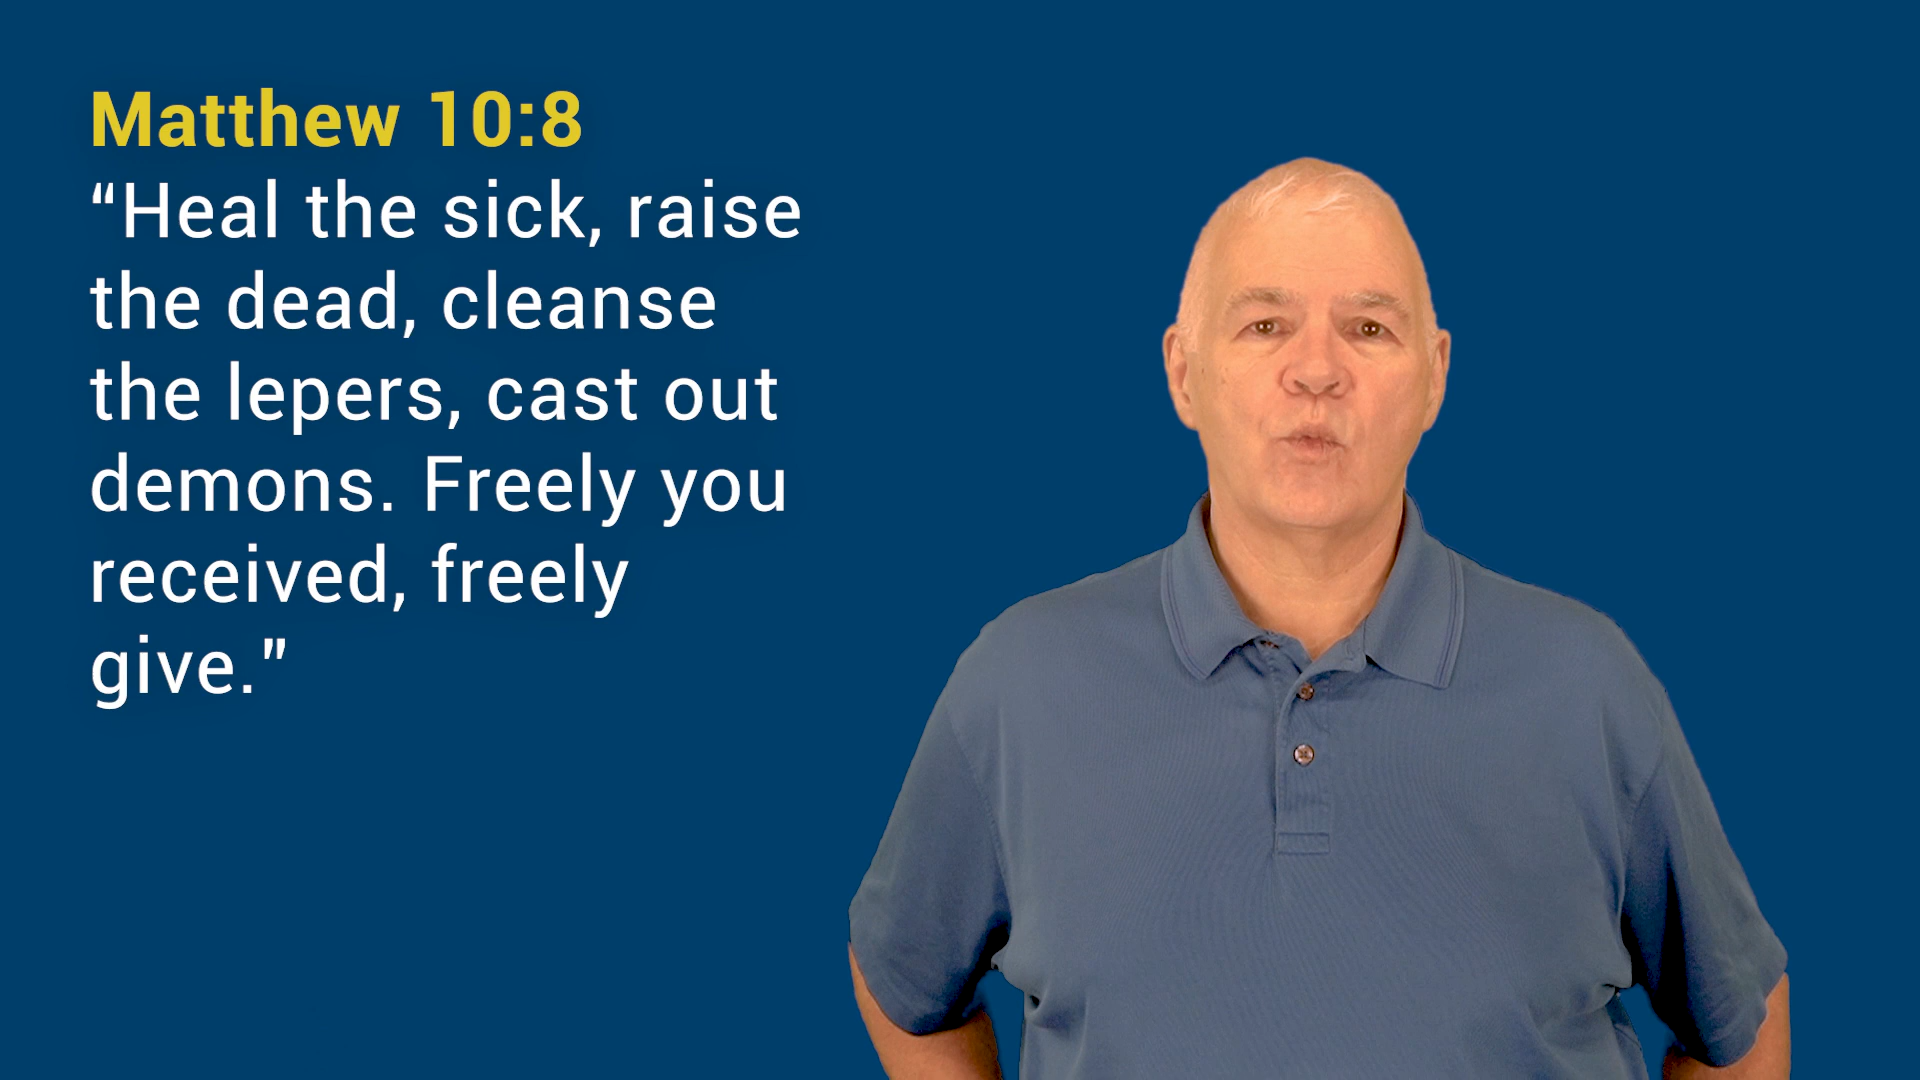 Matthew 10:8
“Heal the sick, raise
the dead, cleanse
the lepers, cast out
demons. Freely you
received, freely
give.”